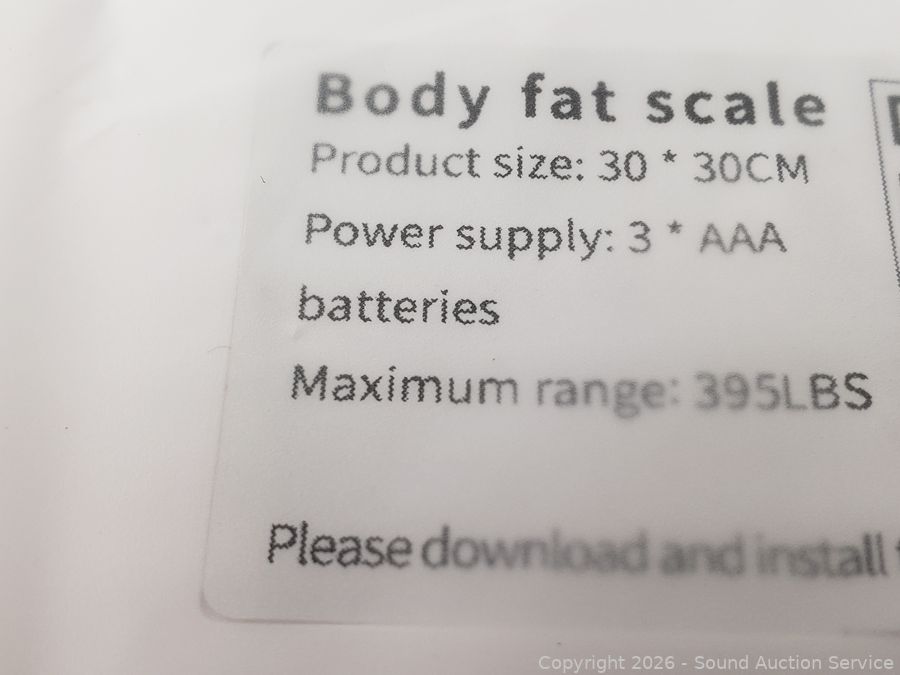 Body fat scale
Product size: 30 * 30CM
Power supply: 3 * AAA
batteries
Maximum range: 395LBS
Please download and install
Copyright 2026 - Sound Auction Service